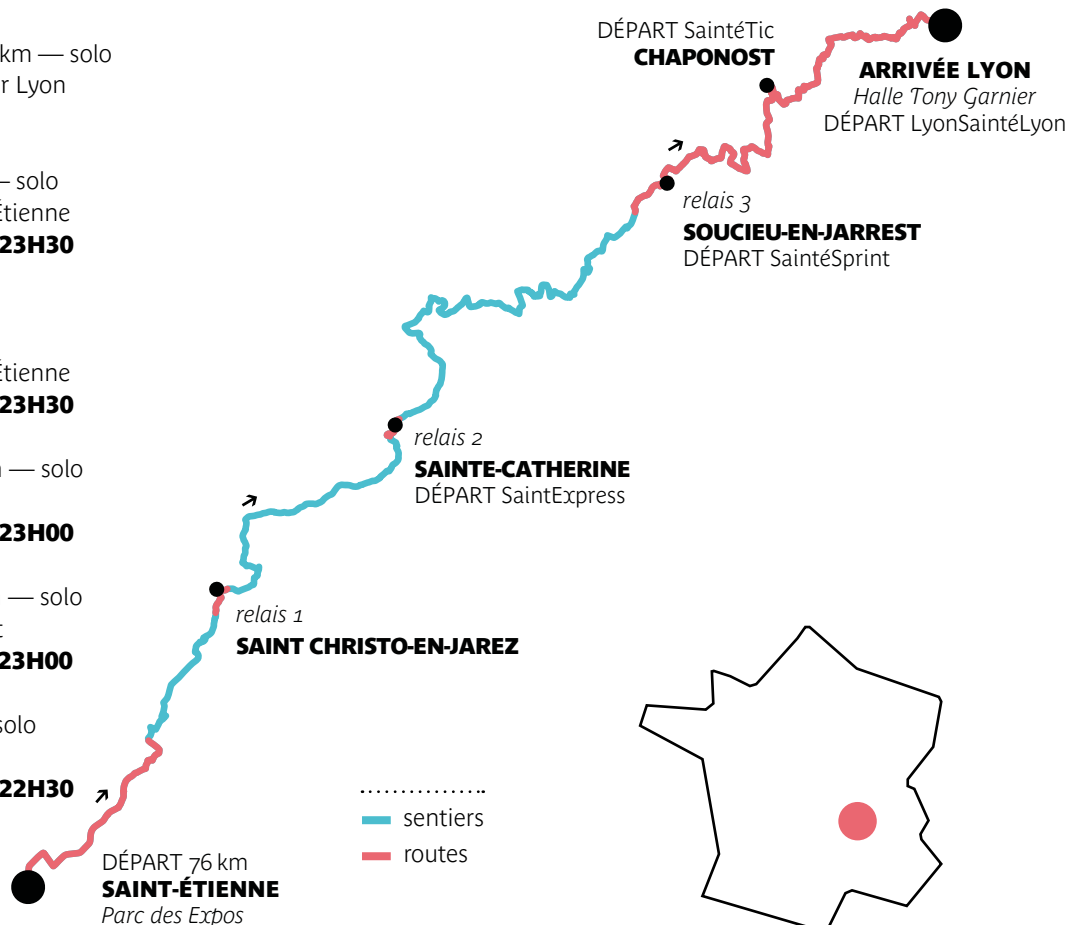 km — solo
r Lyon
— solo
Étienne
23H30
Étienne
23H30
— solo
23H00
— solo
t
23H00
solo
22H30
DÉPART SaintéTic
CHAPONOST
ARRIVÉE LYON
Halle Tony Garnier
DÉPART LyonSaintéLyon
relais 3
SOUCIEU-EN-JARREST
DÉPART SaintéSprint
relais 2
SAINTE-CATHERINE
DÉPART SaintExpress
relais 1
SAINT CHRISTO-EN-JAREZ
sentiers
routes
DÉPART 76 km
SAINT-ÉTIENNE
Parc des Expos